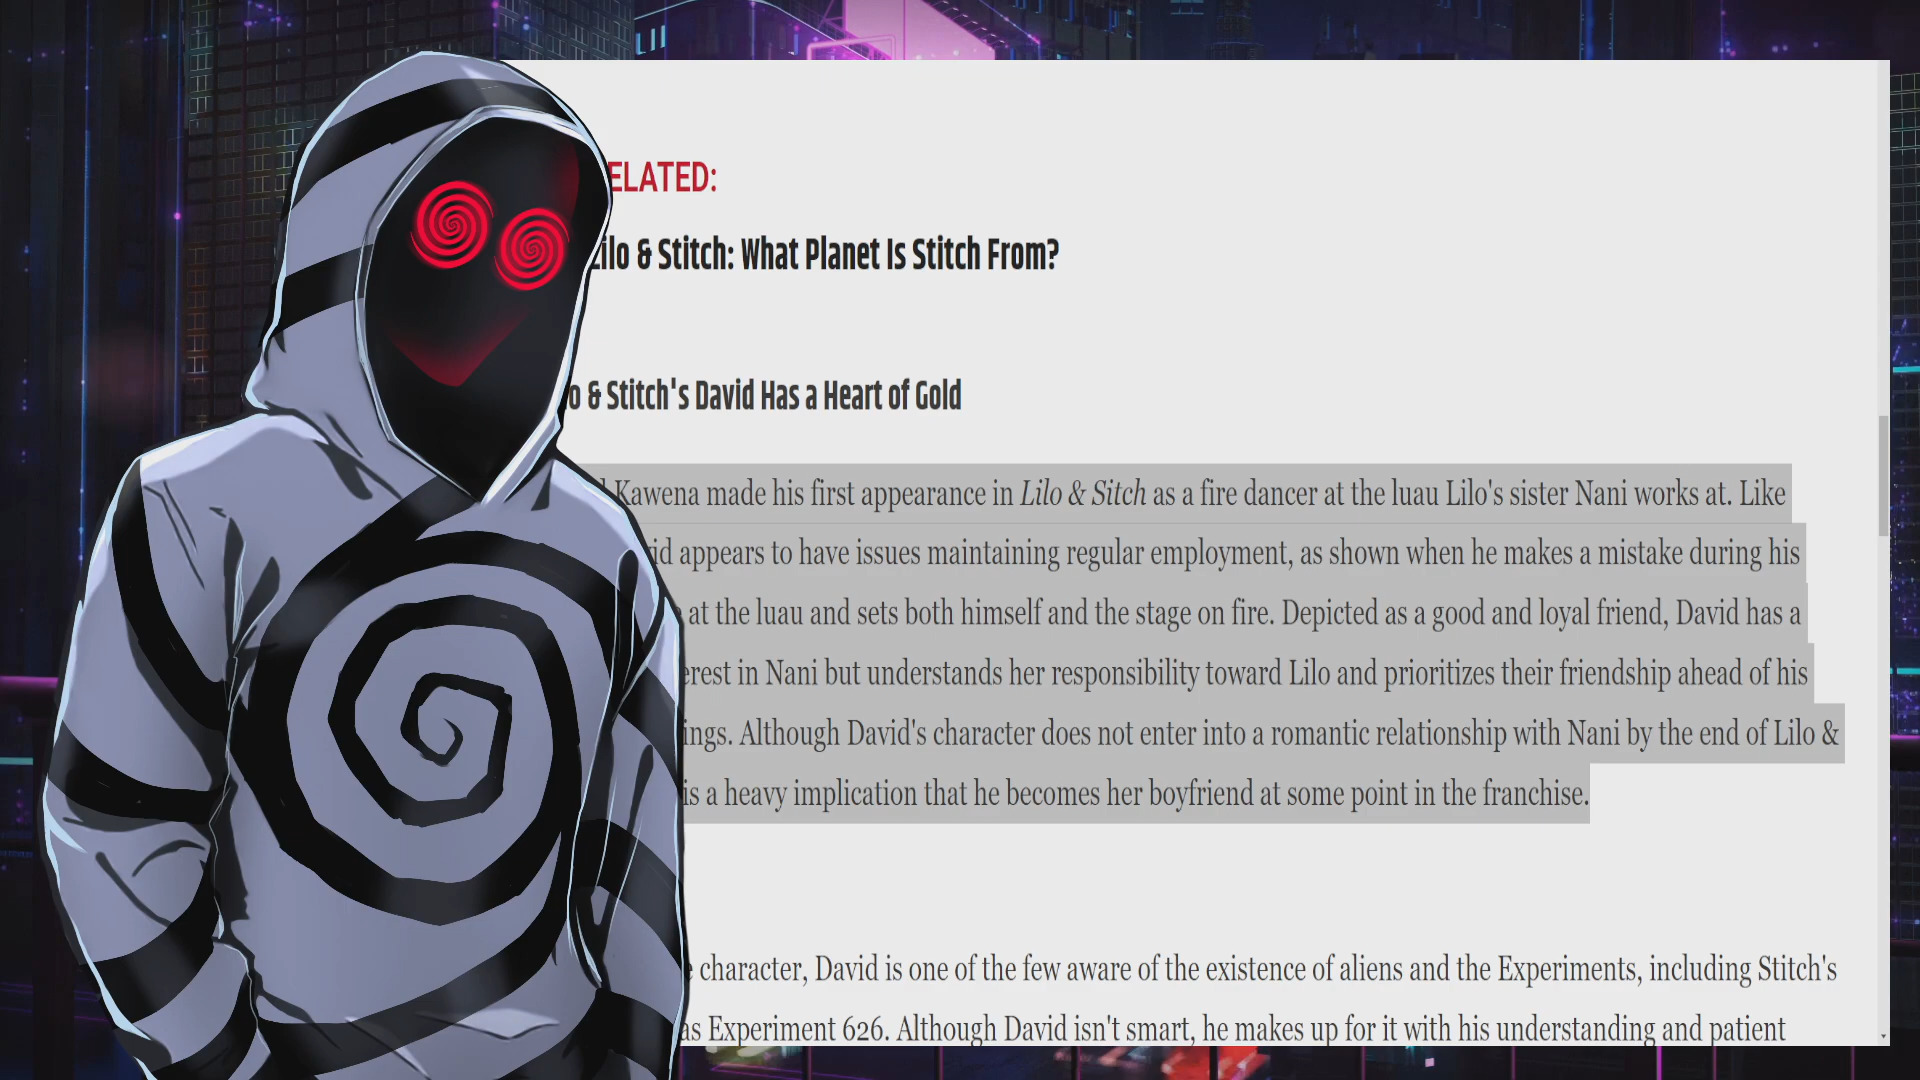 ELATED:
Lilo & Stitch: What Planet Is Stitch From?
o & Stitch's David Has a Heart of Gold
Kawena made his first appearance in Lilo & Sitch as a fire dancer at the luau Lilo's sister Nani works at. Like
id appears to have issues maintaining regular employment, as shown when he makes a mistake during his
at the luau and sets both himself and the stage on fire. Depicted as a good and loyal friend, David has a
erest in Nani but understands her responsibility toward Lilo and prioritizes their friendship ahead of his
ings. Although David's character does not enter into a romantic relationship with Nani by the end of Lilo &
is a heavy implication that he becomes her boyfriend at some point in the franchise.
character, David is one of the few aware of the existence of aliens and the Experiments, including Stitch's
as Experiment 626. Although David isn't smart, he makes up for it with his understanding and patient